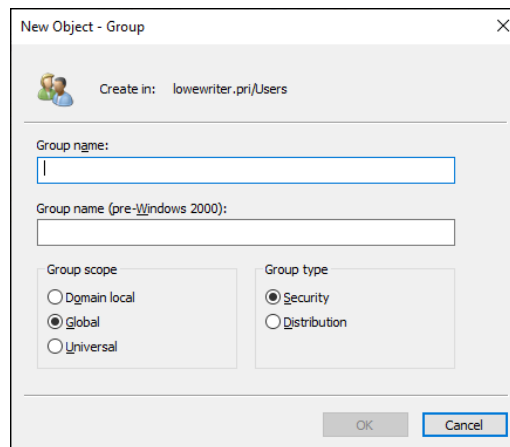 New Object - Group
Create in: lowewriter.pri/Users
Group name:
Group name (pre-Windows 2000):
Group scope
Domain local
Global
Universal
Group type
Security
Distribution
OK
Cancel